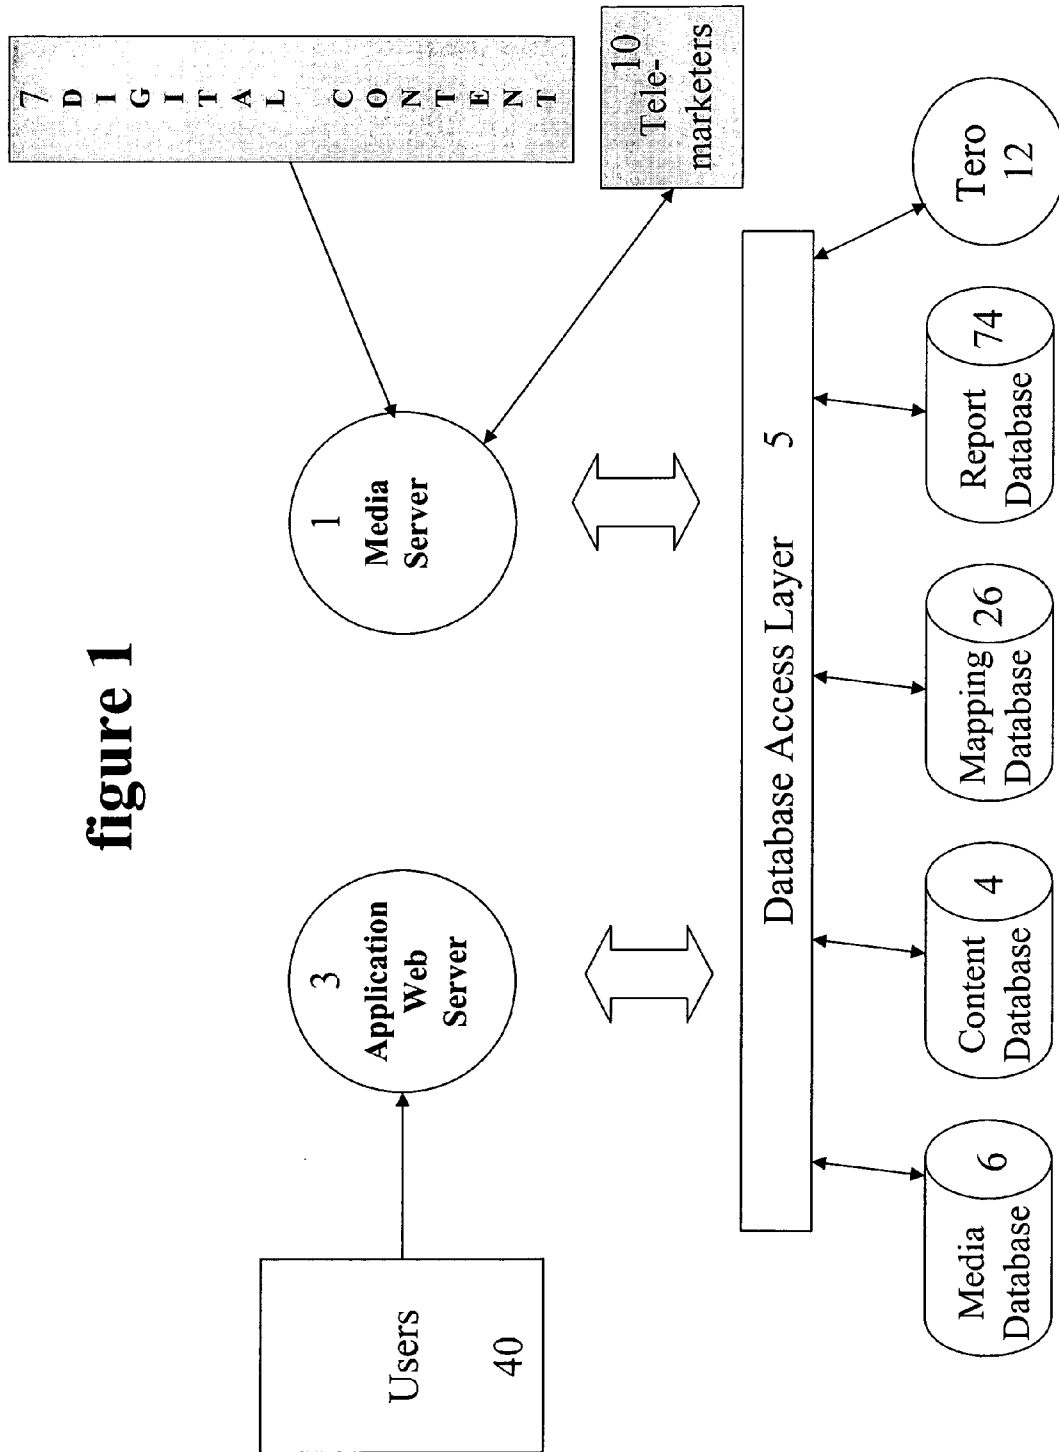 figure 1
7
DIGITAL CONTENT
Users
40
3
Application
Web
Server
1
Media
Server
10
Tele-
marketers
Database Access Layer 5
Media
Database
6
Content
Database
4
Mapping
Database
26
Report
Database
74
Tero
12